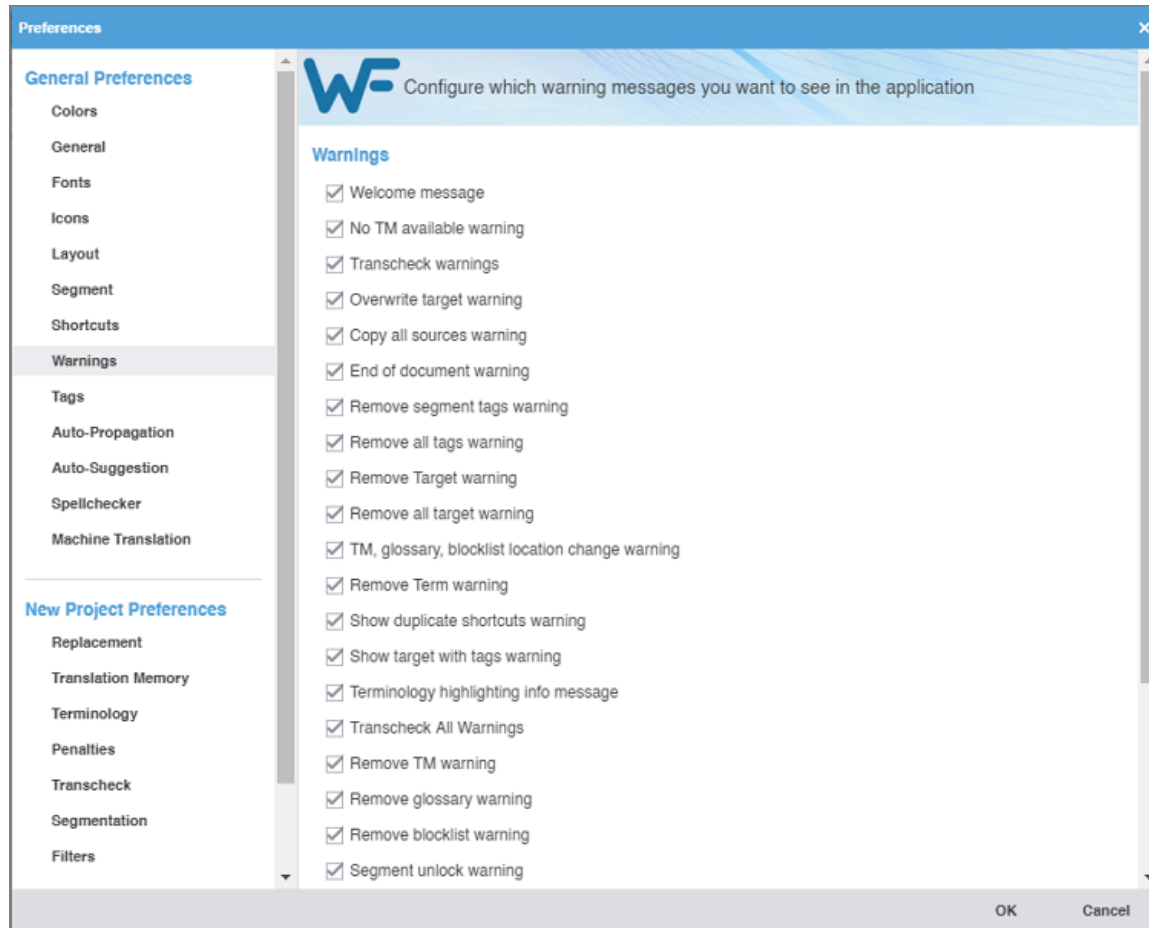 Preferences
General Preferences
Colors
General
Fonts
Icons
Layout
Segment
Shortcuts
Warnings
Tags
Auto-Propagation
Auto-Suggestion
Spellchecker
Machine Translation
New Project Preferences
Replacement
Translation Memory
Terminology
Penalties
Transcheck
Segmentation
Filters
WF Configure which warning messages you want to see in the application
Warnings
Welcome message
No TM available warning
Transcheck warnings
Overwrite target warning
Copy all sources warning
End of document warning
Remove segment tags warning
Remove all tags warning
Remove Target warning
Remove all target warning
TM, glossary, blocklist location change warning
Remove Term warning
Show duplicate shortcuts warning
Show target with tags warning
Terminology highlighting info message
Transcheck All Warnings
Remove TM warning
Remove glossary warning
Remove blocklist warning
Segment unlock warning
OK Cancel